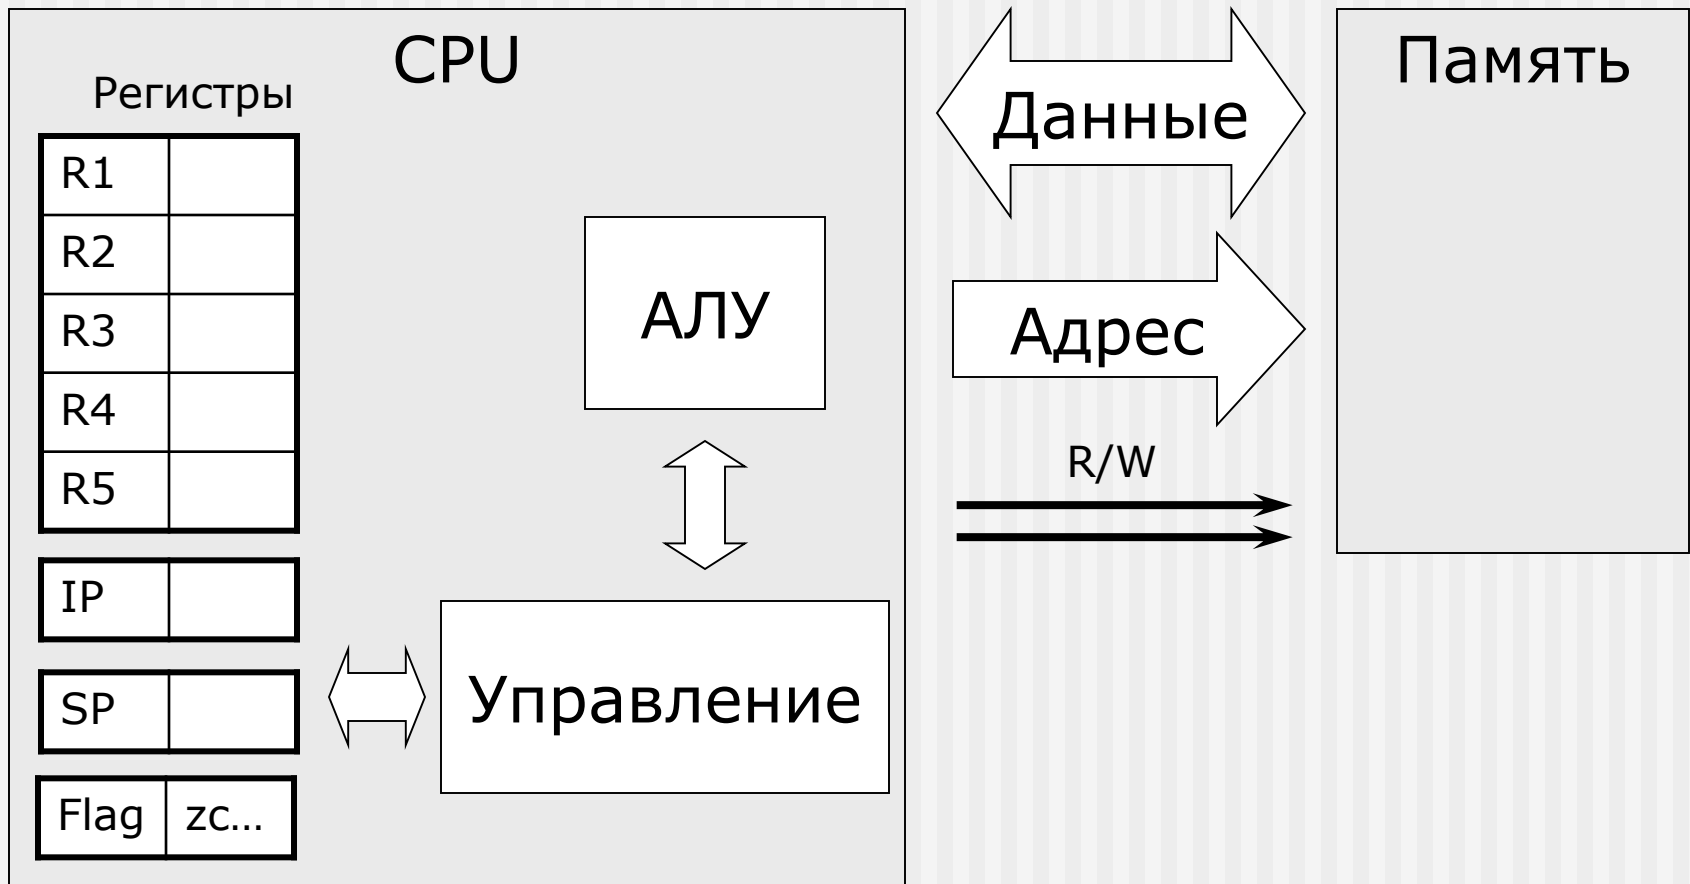 CPU
Регистры
R1
R2
R3
R4
R5
IP
SP
Flag zc...
АЛУ
Управление
Данные
Адрес
R/W
Память